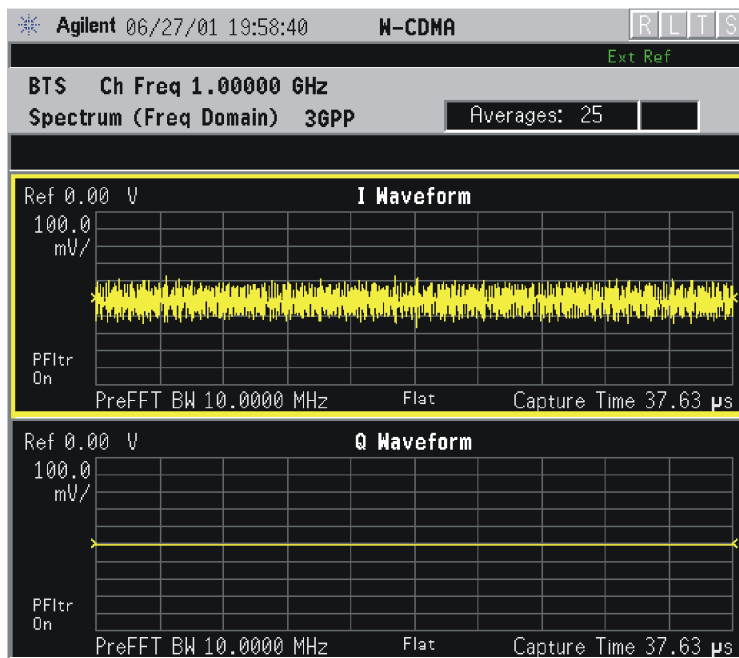 Agilent 06/27/01 19:58:40 W-CDMA R L T S
Ext Ref
BTS Ch Freq 1.00000 GHz
Spectrum (Freq Domain) 3GPP Averages: 25
Ref 0.00 V I Waveform
100.0
mV/
PFltr
On
PreFFT BW 10.0000 MHz Flat Capture Time 37.63 µs
Ref 0.00 V Q Waveform
100.0
mV/
PFltr
On
PreFFT BW 10.0000 MHz Flat Capture Time 37.63 µs